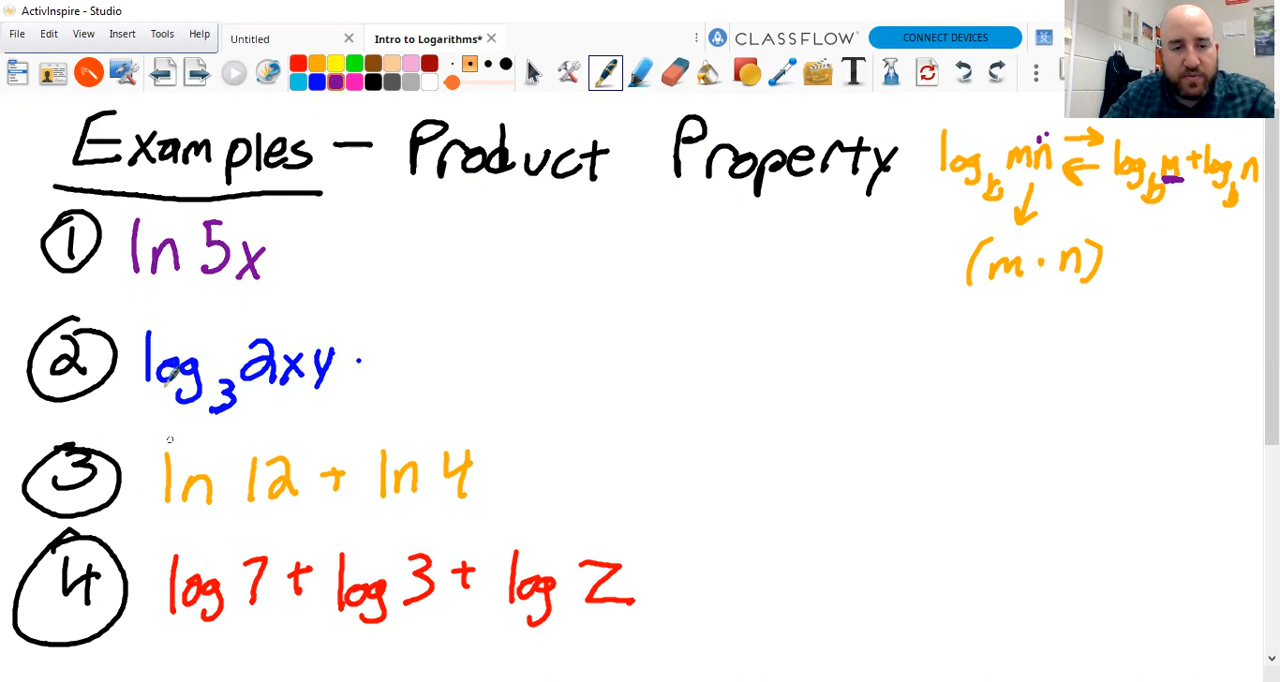 ActivInspire - Studio
File Edit View Insert Tools Help
Untitled
Intro to Logarithms*
CLASSFLOW
CONNECT DEVICES
T
Examples - Product Property
log_b mn → ← log_b m + log_b n
(m · n)
① ln 5x
② log_3 2xy
③ ln 12 + ln 4
④ log 7 + log 3 + log z